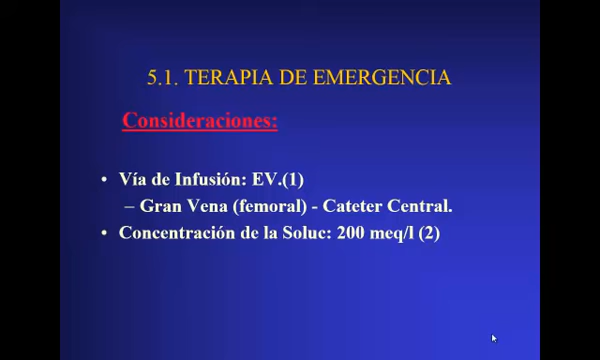 5.1. TERAPIA DE EMERGENCIA
Consideraciones:
• Vía de Infusión: EV.(1)
– Gran Vena (femoral) - Cateter Central.
• Concentración de la Soluc: 200 meq/l (2)